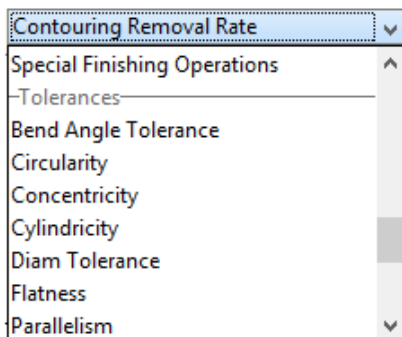 Contouring Removal Rate
Special Finishing Operations
Tolerances
Bend Angle Tolerance
Circularity
Concentricity
Cylindricity
Diam Tolerance
Flatness
Parallelism